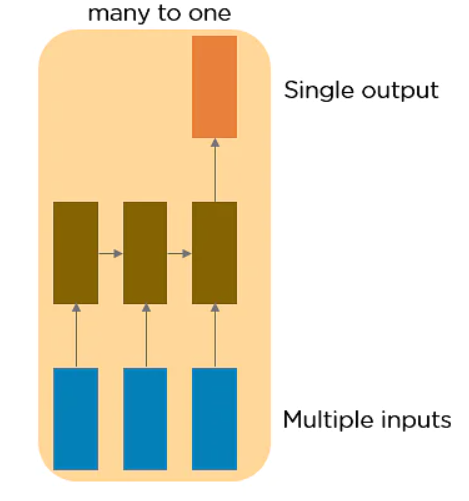 many to one
Single output
Multiple inputs